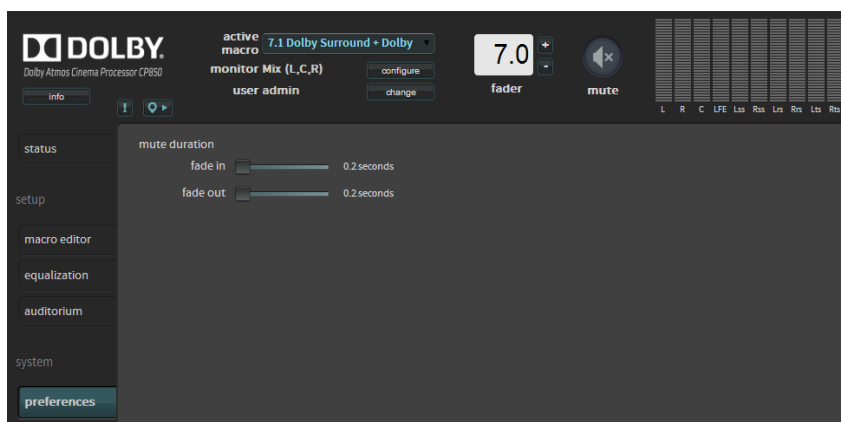 DOLBY.
Dolby Atmos Cinema Processor CP850
info
active macro 7.1 Dolby Surround + Dolby
monitor Mix (L,C,R) configure
user admin change
7.0 + -
fader
mute
L R C LFE Lss Rss Lrs Rrs Lts Rts
!
status
setup
macro editor
equalization
auditorium
system
preferences
mute duration
fade in 0.2 seconds
fade out 0.2 seconds